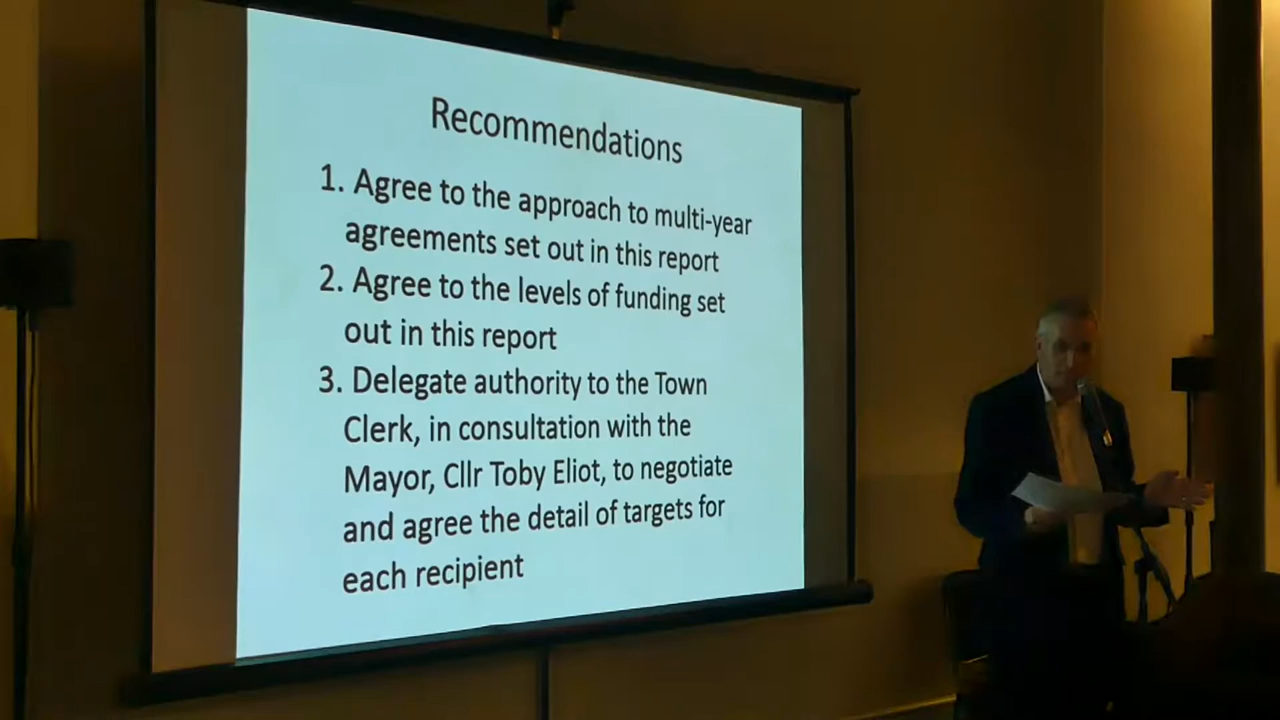 Recommendations
1. Agree to the approach to multi-year
agreements set out in this report
2. Agree to the levels of funding set
out in this report
3. Delegate authority to the Town
Clerk, in consultation with the
Mayor, Cllr Toby Eliot, to negotiate
and agree the detail of targets for
each recipient